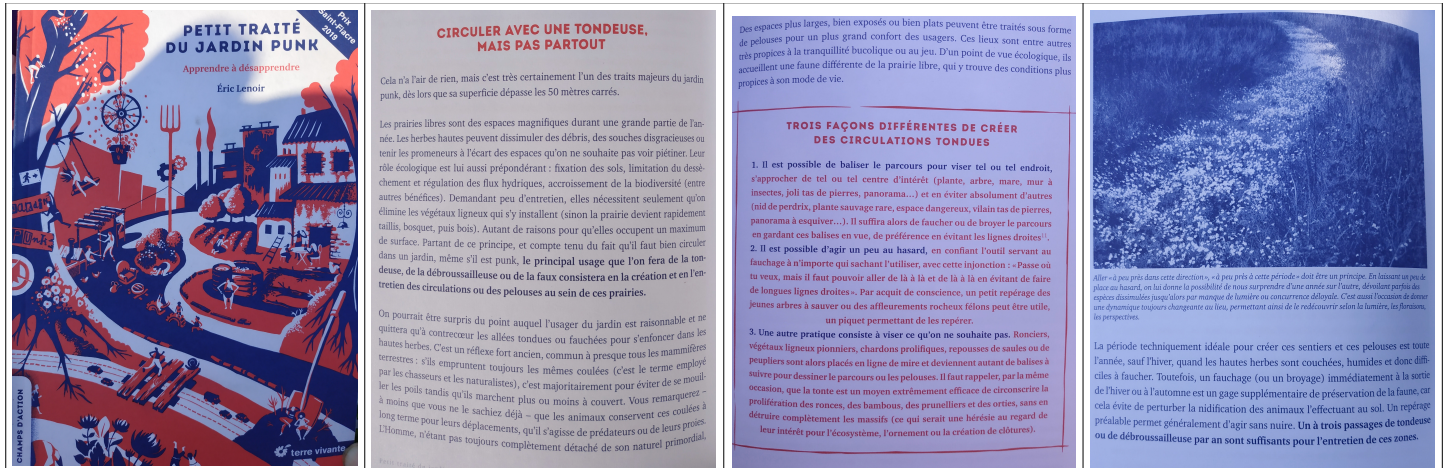 PETIT TRAITÉ
DU JARDIN PUNK
Apprendre à désapprendre
Éric Lenoir
Prix
Saint-Fiacre
2019
CHAMPS D'ACTION
terre vivante
CIRCULER AVEC UNE TONDEUSE,
MAIS PAS PARTOUT
Cela n'a l'air de rien, mais c'est très certainement l'un des traits majeurs du jardin
punk, dès lors que sa superficie dépasse les 50 mètres carrés.
Les prairies libres sont des espaces magnifiques durant une grande partie de l'an-
née. Les herbes hautes peuvent dissimuler des débris, des souches disgracieuses ou
tenir les promeneurs à l'écart des espaces qu'on ne souhaite pas voir piétiner. Leur
rôle écologique est lui aussi prépondérant : fixation des sols, limitation du dessè-
chement et régulation des flux hydriques, accroissement de la biodiversité (entre
autres bénéfices). Demandant peu d'entretien, elles nécessitent seulement qu'on
élimine les végétaux ligneux qui s'y installent (sinon la prairie devient rapidement
taillis, bosquet, puis bois). Autant de raisons pour qu'elles occupent un maximum
de surface. Partant de ce principe, et compte tenu du fait qu'il faut bien circuler
dans un jardin, même s'il est punk, le principal usage que l'on fera de la ton-
deuse, de la débroussailleuse ou de la faux consistera en la création et en l'en-
tretien des circulations ou des pelouses au sein de ces prairies.
On pourrait être surpris du point auquel l'usager du jardin est raisonnable et ne
quittera qu'à contrecœur les allées tondues ou fauchées pour s'enfoncer dans les
hautes herbes. C'est un réflexe fort ancien, commun à presque tous les mammifères
terrestres : s'ils empruntent toujours les mêmes coulées (c'est le terme employé
par les chasseurs et naturalistes), c'est majoritairement pour éviter de se mouil-
ler les poils tandis qu'ils marchent plus ou moins à couvert. Vous remarquerez –
à moins que vous ne le sachiez déjà – que les animaux conservent ces coulées à
long terme pour leurs déplacements, qu'il s'agisse de prédateurs ou de leurs proies.
L'Homme, n'étant pas toujours complètement détaché de son naturel primordial,
Des espaces plus larges, bien exposés ou bien plats peuvent être traités sous forme
de pelouses pour un plus grand confort des usagers. Ces lieux sont entre autres
très propices à la tranquillité bucolique ou au jeu. D'un point de vue écologique, ils
accueillent une faune différente de la prairie libre, qui y trouve des conditions plus
propices à son mode de vie.
TROIS FAÇONS DIFFÉRENTES DE CRÉER
DES CIRCULATIONS TONDUES
1. Il est possible de baliser le parcours pour viser tel ou tel endroit,
s'approcher de tel ou tel centre d'intérêt (plante, arbre, mare, mur à
insectes, joli tas de pierres, panorama…) et en éviter absolument d'autres
(nid de perdrix, plante sauvage rare, espace dangereux, vilain tas de pierres,
panorama à esquiver…). Il suffira alors de faucher ou de broyer le parcours
en gardant ces balises en vue, de préférence en évitant les lignes droites
2. Il est possible d'agir un peu au hasard, en confiant l'outil servant au
fauchage à n'importe qui sachant l'utiliser, avec cette injonction : « Passe où
tu veux, mais il faut pouvoir aller de là à là et de là à là en évitant de faire
de longues lignes droites ». Par acquit de conscience, un petit repérage des
jeunes arbres à sauver ou des affleurements rocheux félons peut être utile,
un piquet permettant de les repérer.
3. Une autre pratique consiste à viser ce qu'on ne souhaite pas. Ronciers,
végétaux ligneux pionniers, chardons prolifiques, repousses de saules ou de
peupliers sont alors placés en ligne de mire et deviennent autant de balises à
suivre pour dessiner le parcours ou les pelouses. Il faut rappeler, par la même
occasion, que la tonte est un moyen extrêmement efficace de circonscrire la
prolifération des ronces, des bambous, des prunelliers et des orties, sans en
détruire complètement les massifs (ce qui serait une hérésie au regard de
leur intérêt pour l'écosystème, l'ornement ou la création de clôtures).
Aller « à peu près dans cette direction », « à peu près à cette période » doit être un principe. En laissant un peu de
place au hasard, on lui donne la possibilité de nous surprendre d'une année sur l'autre, dévoilant parfois des
espèces dissimulées jusqu'alors par manque de lumière ou concurrence déloyale. C'est aussi l'occasion de donner
une dynamique toujours changeante au lieu, permettant ainsi de le redécouvrir selon la lumière, les floraisons,
les perspectives.
La période techniquement idéale pour créer ces sentiers et ces pelouses est toute
l'année, sauf l'hiver, quand les hautes herbes sont couchées, humides et donc diffi-
ciles à faucher. Toutefois, un fauchage (ou un broyage) immédiatement à la sortie
de l'hiver ou à l'automne est un gage supplémentaire de préservation de la faune, car
cela évite de perturber la nidification des animaux l'effectuant au sol. Un repérage
préalable permet généralement d'agir sans nuire. Un à trois passages de tondeuse
ou de débroussailleuse par an sont suffisants pour l'entretien de ces zones.